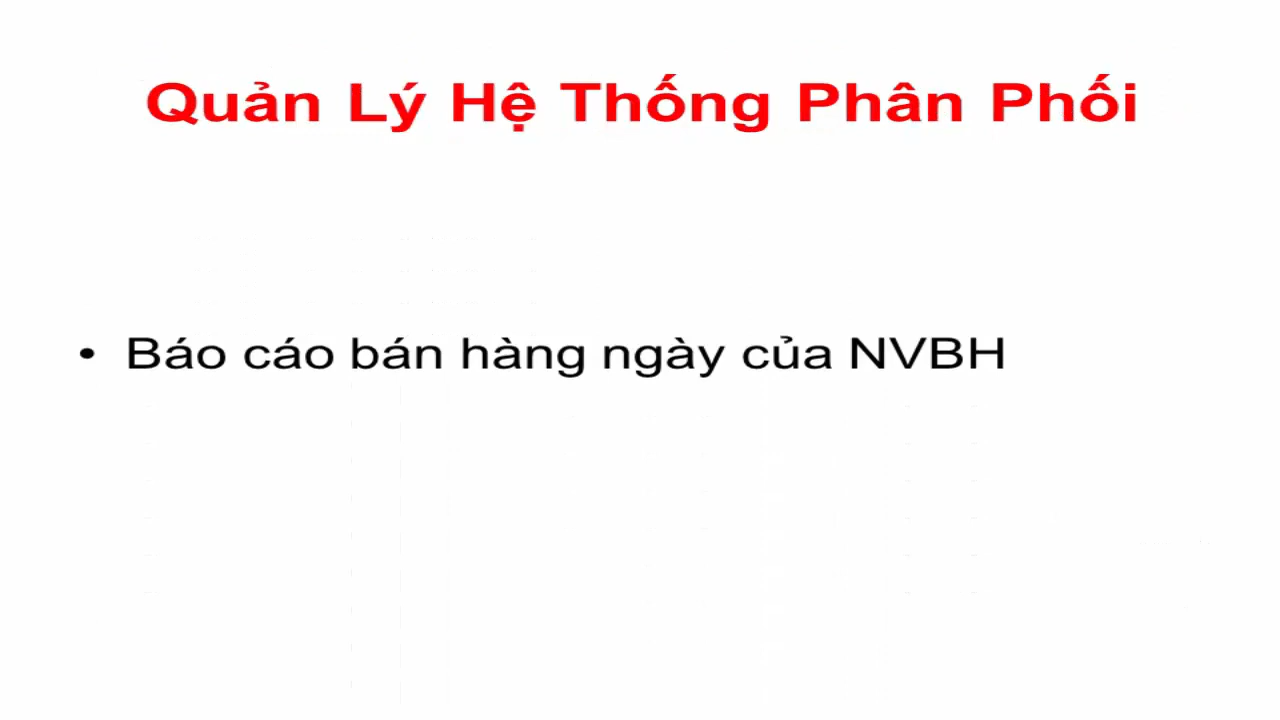 Quản Lý Hệ Thống Phân Phối
• Báo cáo bán hàng ngày của NVBH